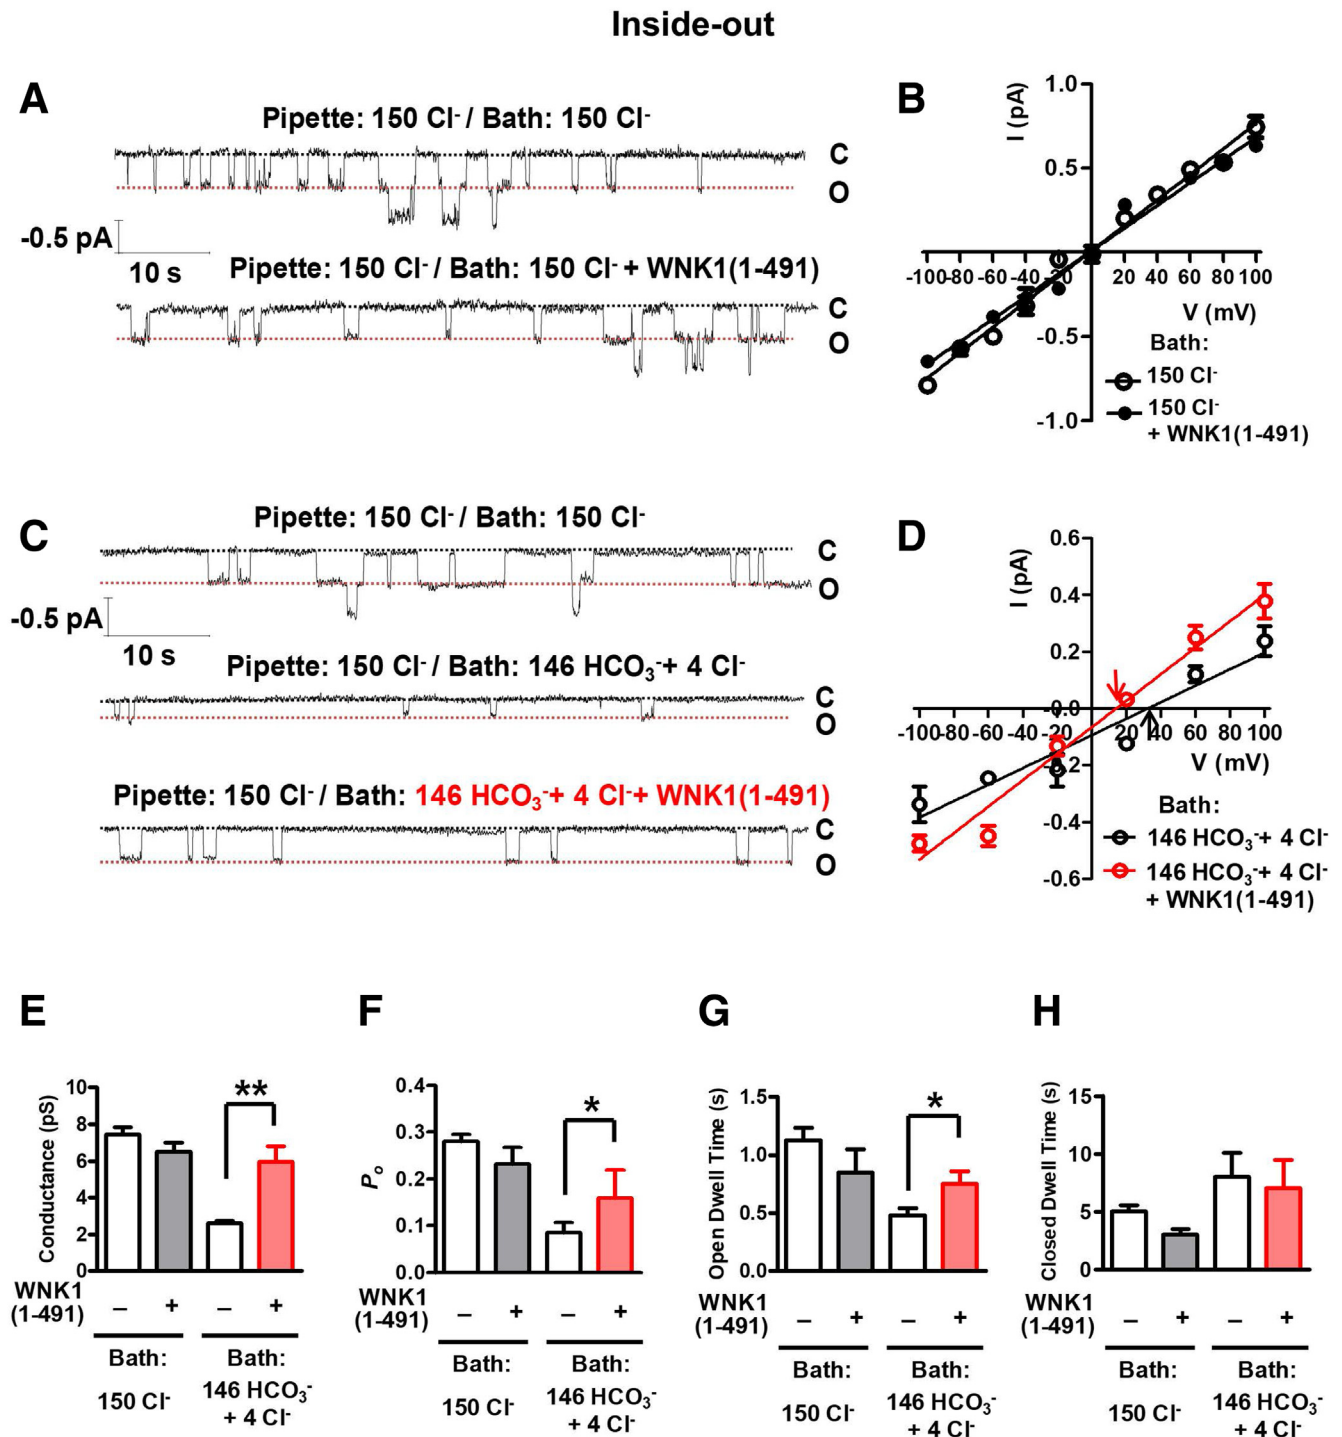 Inside-out
A
Pipette: 150 Cl⁻ / Bath: 150 Cl⁻
C
O
-0.5 pA
10 s
Pipette: 150 Cl⁻ / Bath: 150 Cl⁻ + WNK1(1-491)
C
O
B
I (pA)
1.0
0.5
-0.5
-1.0
-100 -80 -60 -40 -20 20 40 60 80 100
V (mV)
Bath:
150 Cl⁻
150 Cl⁻
+ WNK1(1-491)
C
Pipette: 150 Cl⁻ / Bath: 150 Cl⁻
C
O
-0.5 pA
10 s
Pipette: 150 Cl⁻ / Bath: 146 HCO₃⁻+ 4 Cl⁻
C
O
Pipette: 150 Cl⁻ / Bath: 146 HCO₃⁻+ 4 Cl⁻+ WNK1(1-491)
C
O
D
I (pA)
0.6
0.4
0.2
-0.0
-0.2
-0.4
-0.6
-100 -80 -60 -40 -20 20 40 60 80 100
V (mV)
Bath:
146 HCO₃⁻+ 4 Cl⁻
146 HCO₃⁻+ 4 Cl⁻
+ WNK1(1-491)
E
Conductance (pS)
10
8
6
4
2
0
**
WNK1
(1-491)
– + – +
Bath: Bath:
150 Cl⁻ 146 HCO₃⁻
+ 4 Cl⁻
F
Pₒ
0.4
0.3
0.2
0.1
0.0
*
WNK1
(1-491)
– + – +
Bath: Bath:
150 Cl⁻ 146 HCO₃⁻
+ 4 Cl⁻
G
Open Dwell Time (s)
1.5
1.0
0.5
0.0
*
WNK1
(1-491)
– + – +
Bath: Bath:
150 Cl⁻ 146 HCO₃⁻
+ 4 Cl⁻
H
Closed Dwell Time (s)
15
10
5
0
WNK1
(1-491)
– + – +
Bath: Bath:
150 Cl⁻ 146 HCO₃⁻
+ 4 Cl⁻